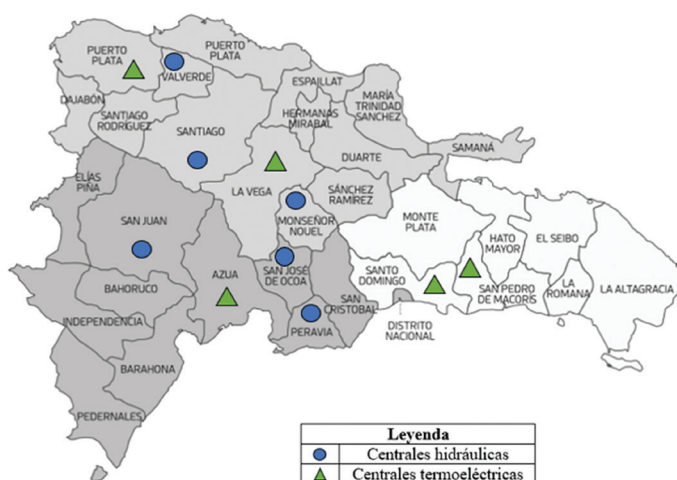 PUERTO
PLATA
PUERTO
PLATA
VALVERDE
ESPAILLAT
MARÍA
TRINIDAD
SANCHEZ
DAJABÓN
SANTIAGO
RODRÍGUEZ
SANTIAGO
HERMANAS
MIRABAL
DUARTE
SAMANÁ
ELÍAS
PIÑA
LA VEGA
SÁNCHEZ
RAMÍREZ
SAN JUAN
MONSEÑOR
NOUEL
MONTE
PLATA
HATO
MAYOR
EL SEIBO
AZUA
SAN JOSÉ
DE OCOA
SANTO
DOMINGO
BAHORUCO
SAN PEDRO
DE MACORIS
LA
ROMANA
LA ALTAGRACIA
INDEPENDENCIA
SAN
CRISTOBAL
PERAVIA
DISTRITO
NACIONAL
BARAHONA
PEDERNALES
Leyenda
Centrales hidráulicas
Centrales termoeléctricas